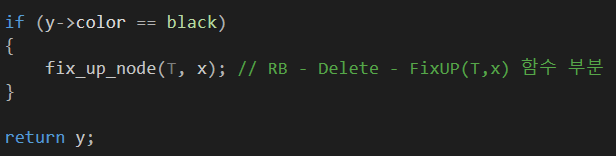 if (y->color == black)
{
    fix_up_node(T, x); // RB - Delete - FixUP(T,x) 함수 부분
}
return y;